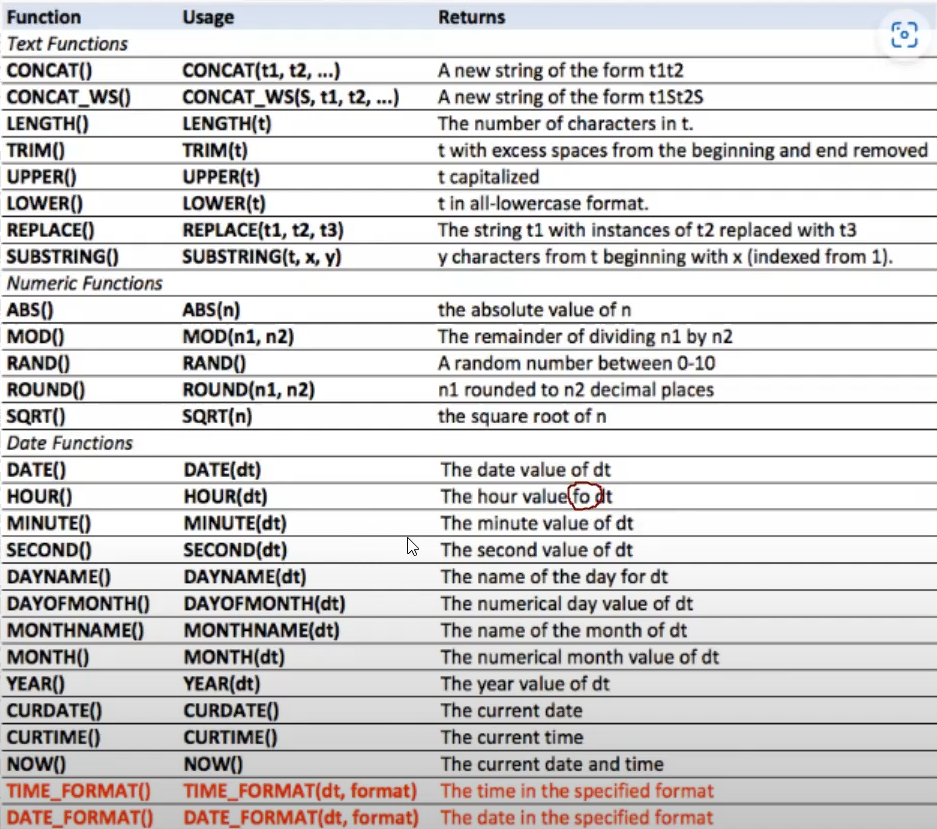 Function Usage Returns
Text Functions
CONCAT() CONCAT(t1, t2, ...) A new string of the form t1t2
CONCAT_WS() CONCAT_WS(S, t1, t2, ...) A new string of the form t1St2S
LENGTH() LENGTH(t) The number of characters in t.
TRIM() TRIM(t) t with excess spaces from the beginning and end removed
UPPER() UPPER(t) t capitalized
LOWER() LOWER(t) t in all-lowercase format.
REPLACE() REPLACE(t1, t2, t3) The string t1 with instances of t2 replaced with t3
SUBSTRING() SUBSTRING(t, x, y) y characters from t beginning with x (indexed from 1).
Numeric Functions
ABS() ABS(n) the absolute value of n
MOD() MOD(n1, n2) The remainder of dividing n1 by n2
RAND() RAND() A random number between 0-10
ROUND() ROUND(n1, n2) n1 rounded to n2 decimal places
SQRT() SQRT(n) the square root of n
Date Functions
DATE() DATE(dt) The date value of dt
HOUR() HOUR(dt) The hour value fo dt
MINUTE() MINUTE(dt) The minute value of dt
SECOND() SECOND(dt) The second value of dt
DAYNAME() DAYNAME(dt) The name of the day for dt
DAYOFMONTH() DAYOFMONTH(dt) The numerical day value of dt
MONTHNAME() MONTHNAME(dt) The name of the month of dt
MONTH() MONTH(dt) The numerical month value of dt
YEAR() YEAR(dt) The year value of dt
CURDATE() CURDATE() The current date
CURTIME() CURTIME() The current time
NOW() NOW() The current date and time
TIME_FORMAT() TIME_FORMAT(dt, format) The time in the specified format
DATE_FORMAT() DATE_FORMAT(dt, format) The date in the specified format